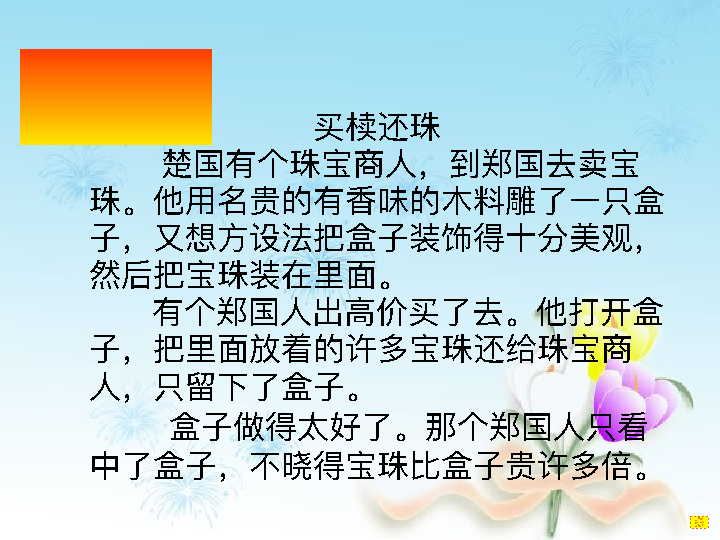 买椟还珠
楚国有个珠宝商人，到郑国去卖宝
珠。他用名贵的有香味的木料雕了一只盒
子，又想方设法把盒子装饰得十分美观，
然后把宝珠装在里面。
有个郑国人出高价买了去。他打开盒
子，把里面放着的许多宝珠还给珠宝商
人，只留下了盒子。
盒子做得太好了。那个郑国人只看
中了盒子，不晓得宝珠比盒子贵许多倍。